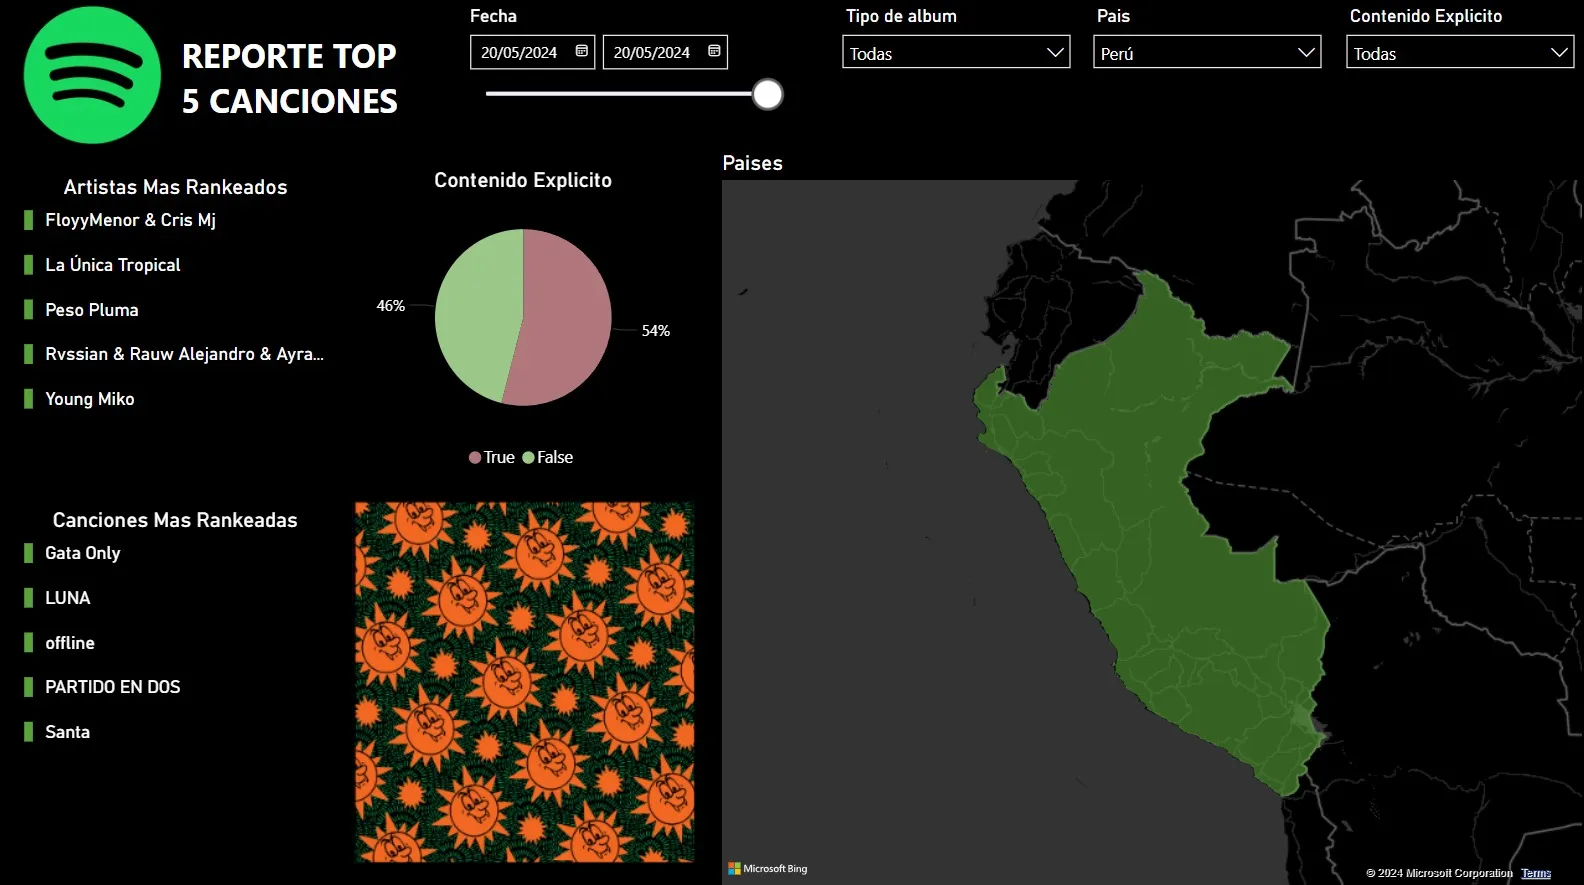 REPORTE TOP
5 CANCIONES
Fecha
20/05/2024
20/05/2024
Tipo de album
Todas
Pais
Perú
Contenido Explicito
Todas
Artistas Mas Rankeados
FloyyMenor & Cris Mj
La Única Tropical
Peso Pluma
Rvssian & Rauw Alejandro & Ayra...
Young Miko
Contenido Explicito
46%
54%
True False
Canciones Mas Rankeadas
Gata Only
LUNA
offline
PARTIDO EN DOS
Santa
Paises
Microsoft Bing
© 2024 Microsoft Corporation Terms